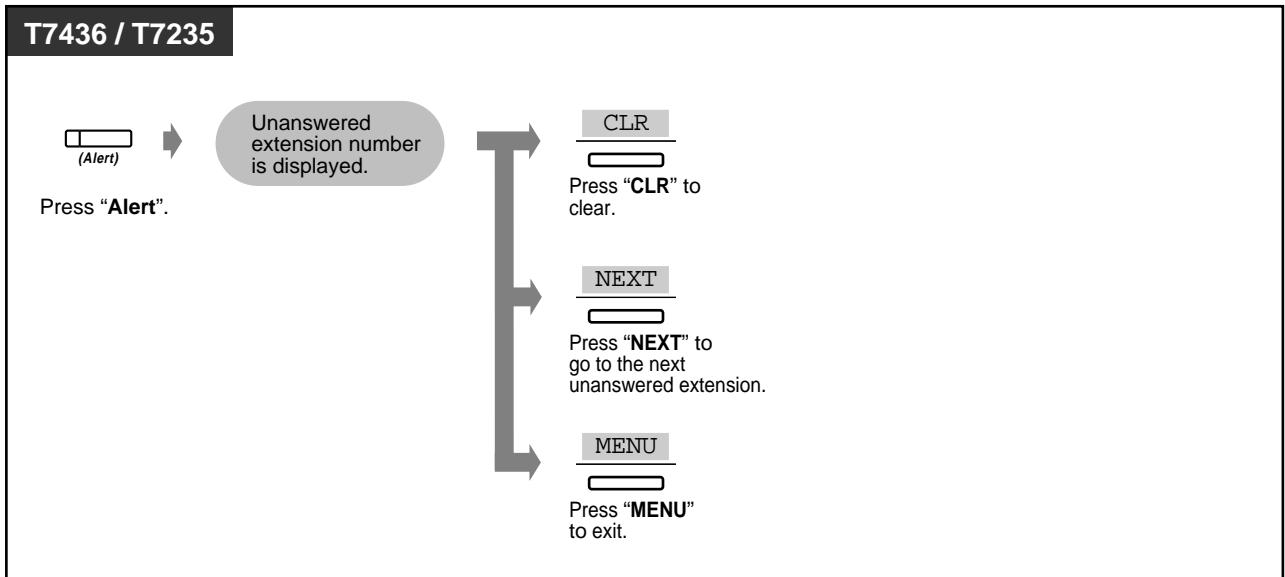 T7436 / T7235
(Alert)
Press “Alert”.
Unanswered
extension number
is displayed.
CLR
Press “CLR” to
clear.
NEXT
Press “NEXT” to
go to the next
unanswered extension.
MENU
Press “MENU”
to exit.